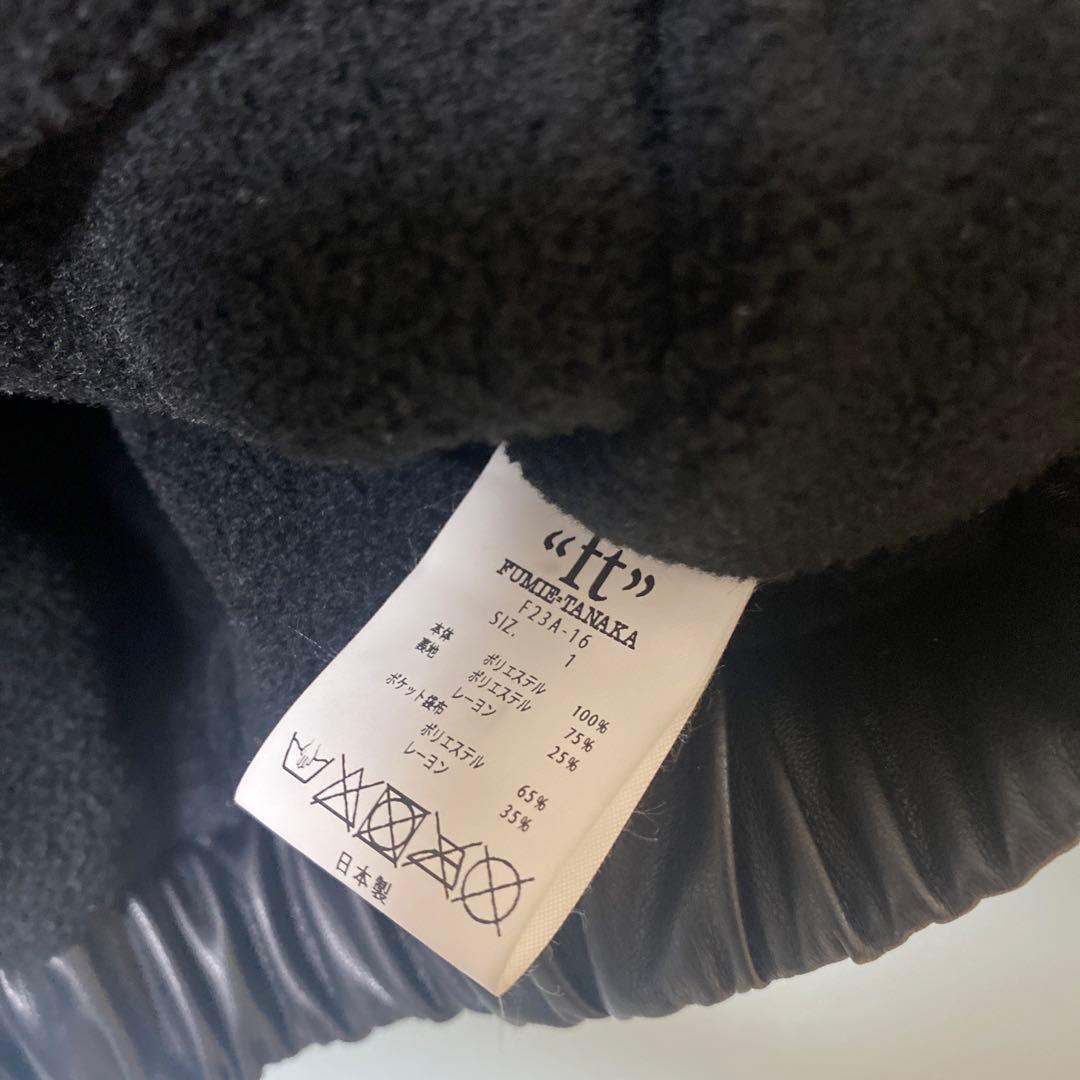 “ft”
FUMIE=TANAKA
F23A-16
SIZ. 1
本体 ポリエステル 100%
裏地 ポリエステル 75%
レーヨン 25%
ポケット袋布
ポリエステル 65%
レーヨン 35%
日本製